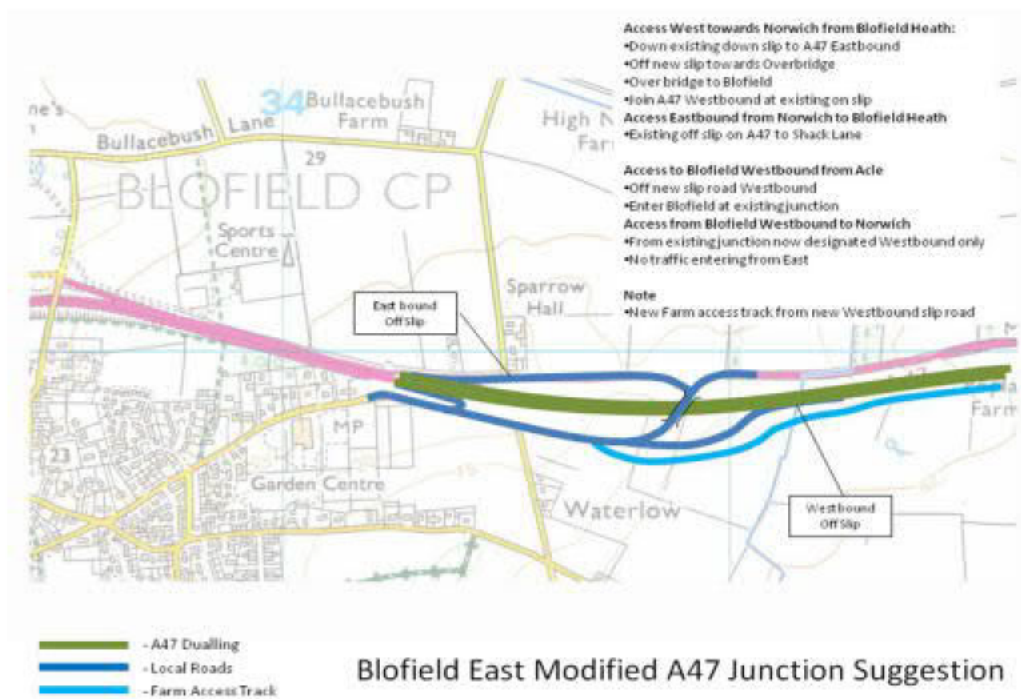 Access West towards Norwich from Blofield Heath:
•Down existing down slip to A47 Eastbound
•Off new slip towards Overbridge
•Over bridge to Blofield
•Join A47 Westbound at existing on slip
Access Eastbound from Norwich to Blofield Heath
•Existing off slip on A47 to Shack Lane
Access to Blofield Westbound from Acle
•Off new slip road Westbound
•Enter Blofield at existing junction
Access from Blofield Westbound to Norwich
•From existing junction now designated Westbound only
•No traffic entering from East
Note
•New Farm access track from new Westbound slip road
34
Bullacebush
Farm
ne's
Bullacebush Lane
High N
Far
29
BLOFIELD CP
Sports
Centre
East bound
Off Slip
Sparrow
Hall
MP
Farm
23
Garden Centre
15
Waterlow
Westbound
Off Slip
- A47 Dualling
- Local Roads
- Farm Access Track
Blofield East Modified A47 Junction Suggestion